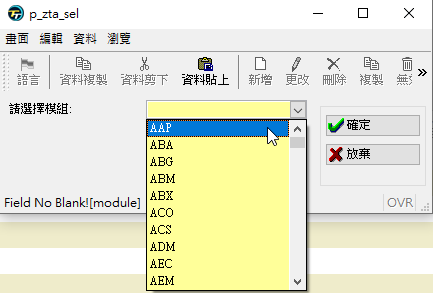 p_zta_sel
畫面 編輯 資料 瀏覽
語言 資料複製 資料剪下 資料貼上 新增 更改 刪除 複製 無效 »
請選擇模組:
AAP
ABA
ABG
ABM
ABX
ACO
ACS
ADM
AEC
AEM
確定
放棄
Field No Blank![module] OVR